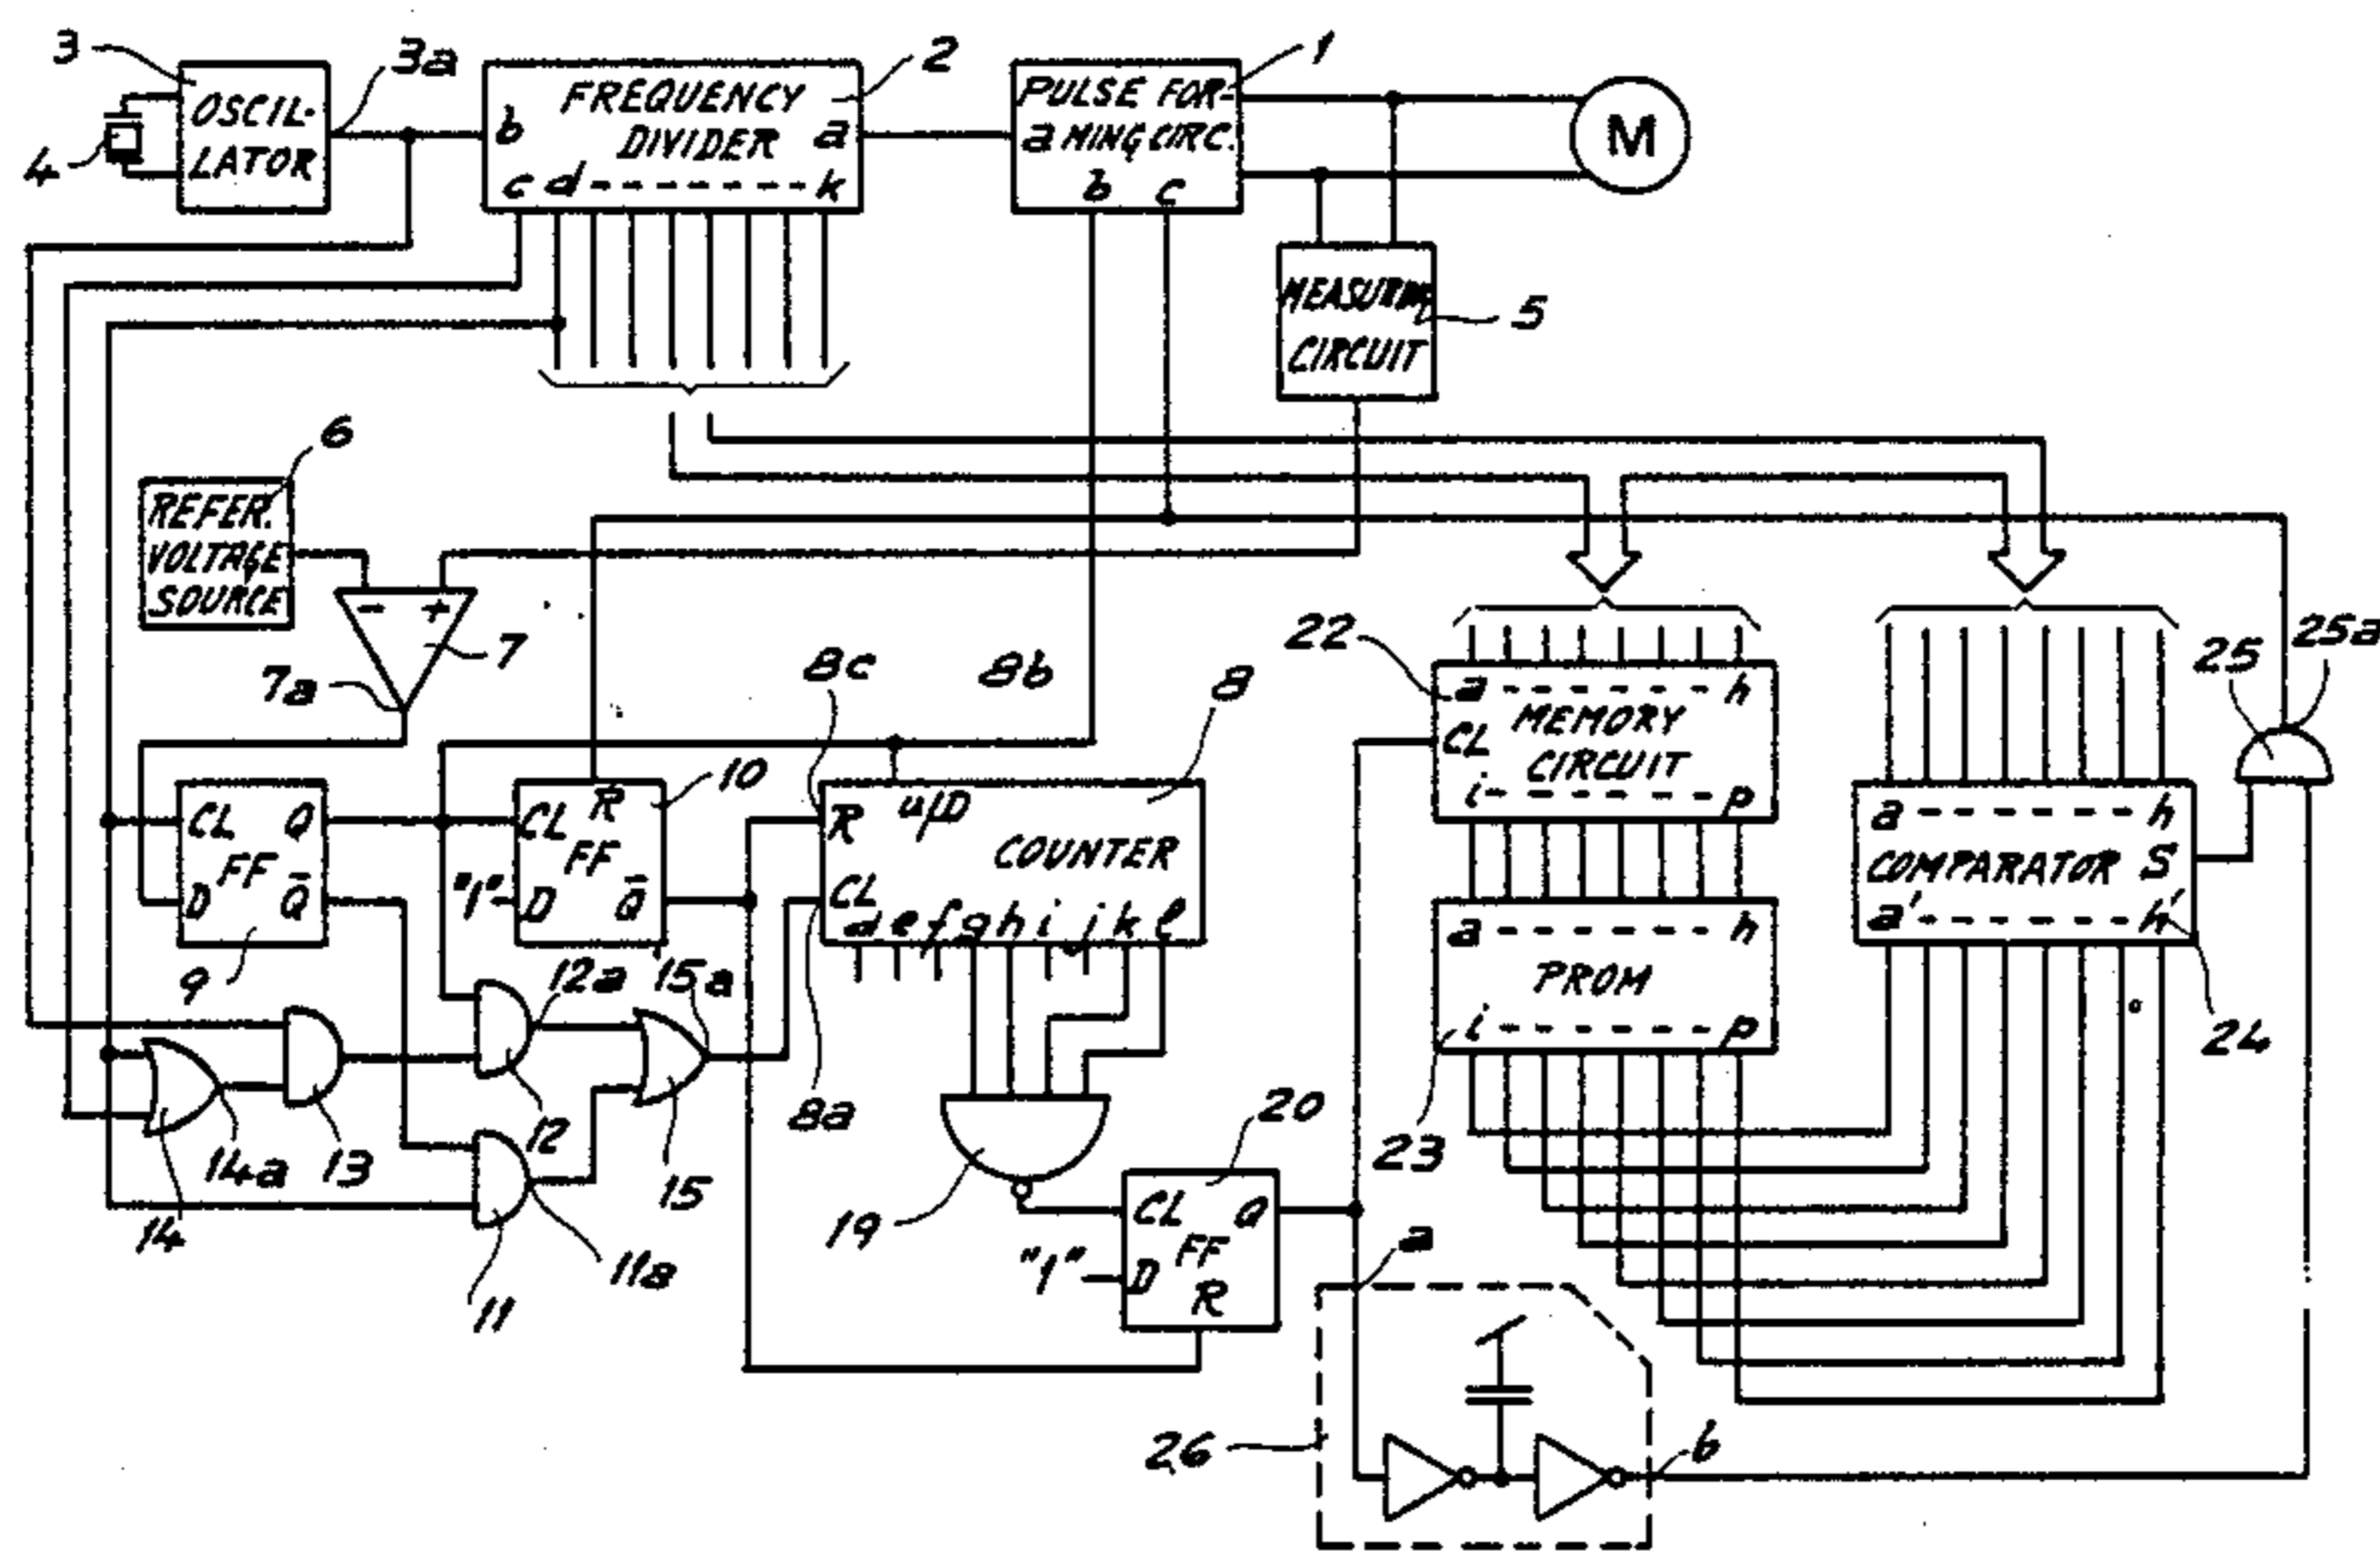 3
OSCIL-
LATOR
3a
4
FREQUENCY
DIVIDER
2
b
a
c d ------ k
PULSE FOR-
a MING CIRC.
b c
1
M
MEASURING
CIRCUIT
5
6
REFER.
VOLTAGE
SOURCE
- +
7
7a
8c
8b
8
22
a ------ h
MEMORY
CL
CIRCUIT
i ------ p
25
25a
CL Q
FF
D Q̅
9
10
R
CL
FF
"1" D Q̅
R u/D
COUNTER
CL
d e f g h i j k l
a ------ h
COMPARATOR S
a' ------ h'
24
a ------ h
PROM
i ------ p
23
12a
15a
12
13
14a
14
11
11a
15
8a
19
20
CL Q
FF
"1" D
R
a
26
b